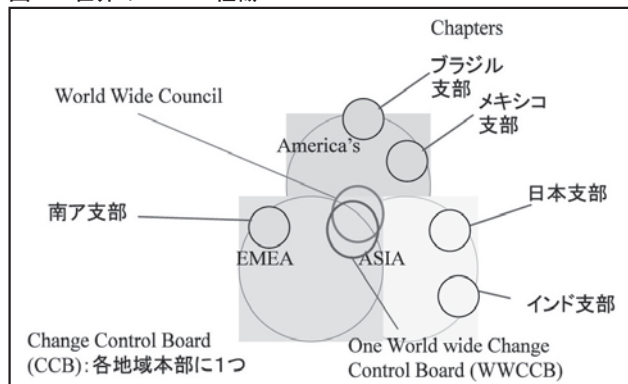 Chapters
ブラジル
支部
World Wide Council
メキシコ
支部
America's
日本支部
南ア支部
EMEA
ASIA
インド支部
Change Control Board
(CCB): 各地域本部に1つ
One World wide Change
Control Board (WWCCB)